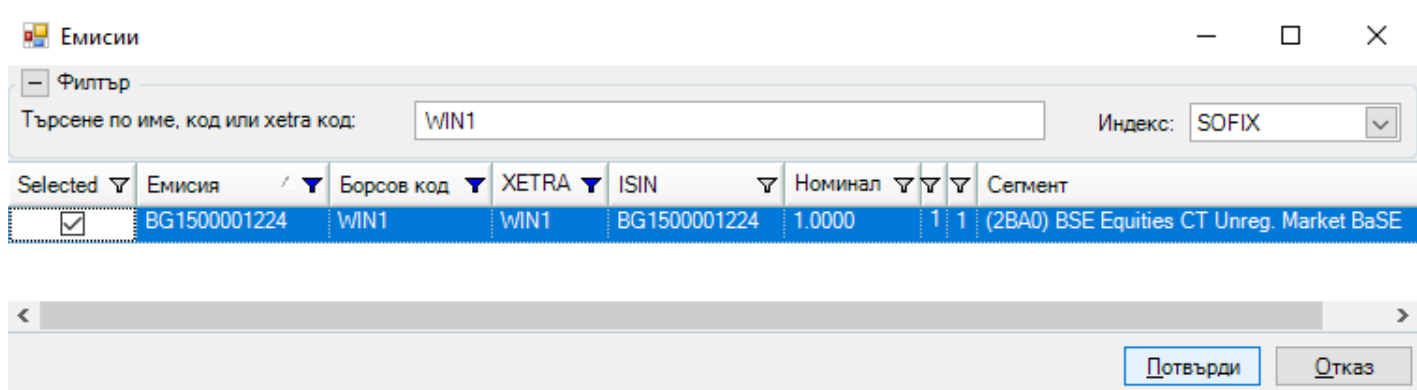 Емисии
Филтър
Търсене по име, код или xetra код: WIN1 Индекс: SOFIX
Selected Емисия Борсов код XETRA ISIN Номинал Сегмент
BG1500001224 WIN1 WIN1 BG1500001224 1.0000 1 1 (2BA0) BSE Equities CT Unreg. Market BaSE
Потвърди Отказ